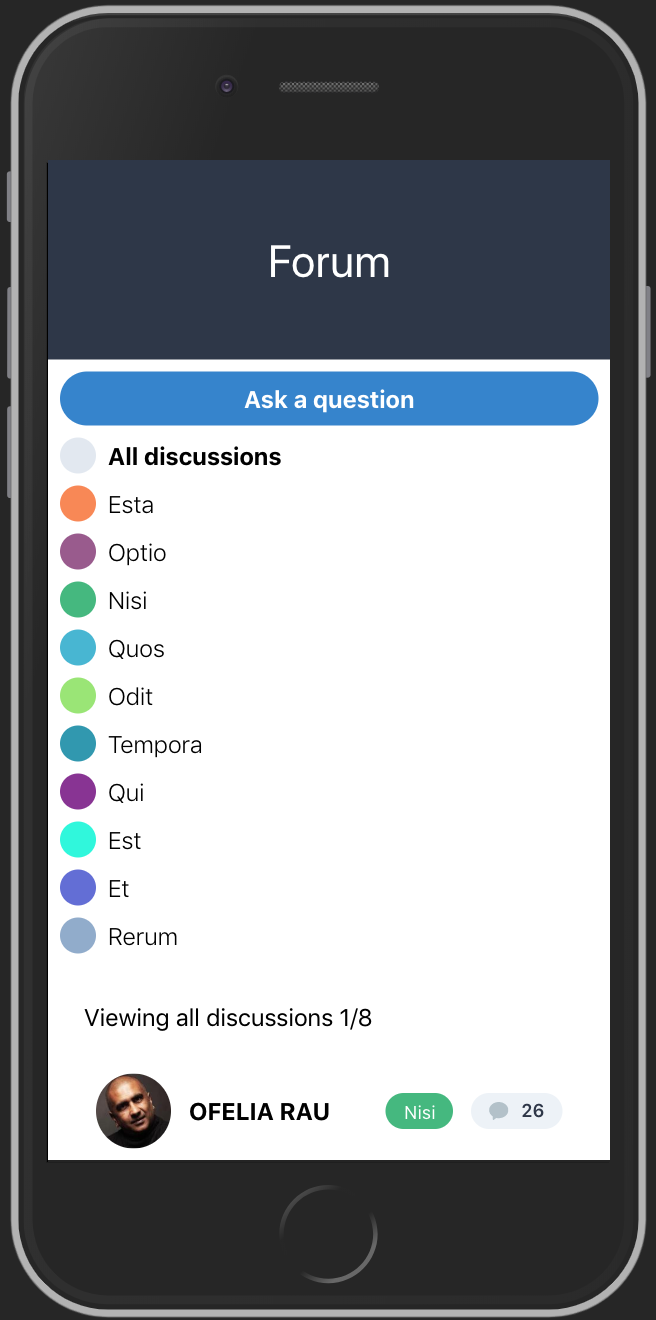 Forum
Ask a question
All discussions
Esta
Optio
Nisi
Quos
Odit
Tempora
Qui
Est
Et
Rerum
Viewing all discussions 1/8
OFELIA RAU Nisi 26